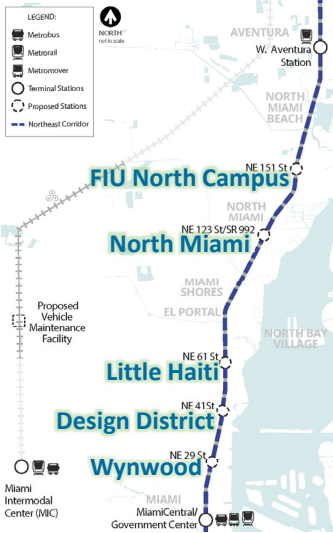 LEGEND:
Metrobus
Metrorail
Metromover
Terminal Stations
Proposed Stations
Northeast Corridor
NORTH
not to scale
AVENTURA
W. Aventura
Station
NORTH
MIAMI
BEACH
NE 151 St
FIU North Campus
NORTH
MIAMI
NE 123 St/SR 992
North Miami
MIAMI
SHORES
EL PORTAL
Proposed
Vehicle
Maintenance
Facility
NORTH BAY
VILLAGE
NE 61 St
Little Haiti
NE 41St
Design District
NE 29 St
Wynwood
Miami
Intermodal
Center (MIC)
MIAMI
MiamiCentral/
Government Center